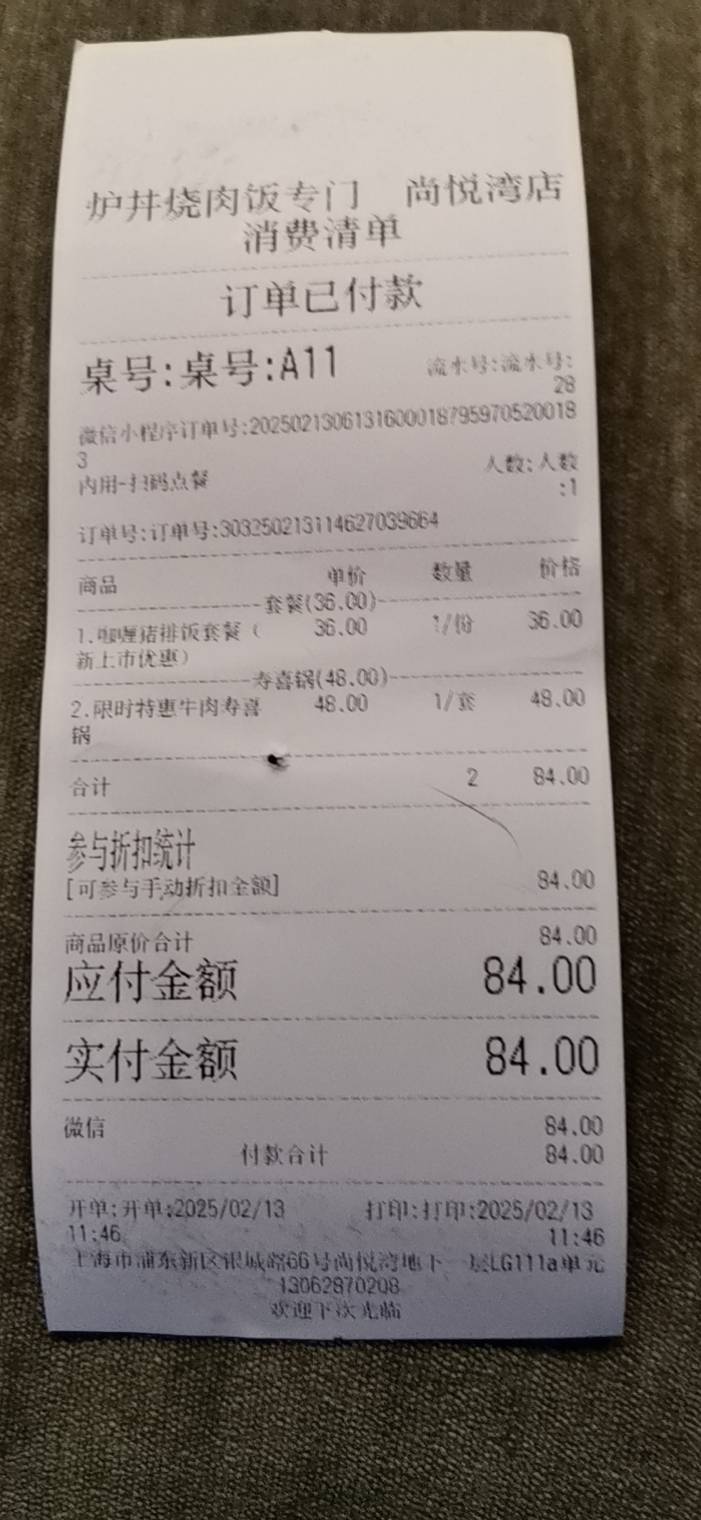 炉井烧肉饭专门 尚悦湾店
消费清单
订单已付款
桌号:桌号:A11 流水号:流水号:
28
微信小程序订单号:202502130613160001879597052 0018
3
内用-扫码点餐 人数:人数
:1
订单号:订单号:303250213114627039664
商品 单价 数量 价格
套餐(36.00)
1.咖喱猪排饭套餐( 36.00 1/份 36.00
新上市优惠)
寿喜锅(48.00)
2.限时特惠牛肉寿喜 48.00 1/套 48.00
锅
合计 2 84.00
参与折扣统计
[可参与手动折扣金额] 84.00
商品原价合计 84.00
应付金额 84.00
实付金额 84.00
微信 84.00
付款合计 84.00
开单:开单:2025/02/13 打印:打印:2025/02/13
11:46 11:46
上海市浦东新区银城路66号尚悦湾地下一层LG111a单元
13062870208
欢迎下次光临